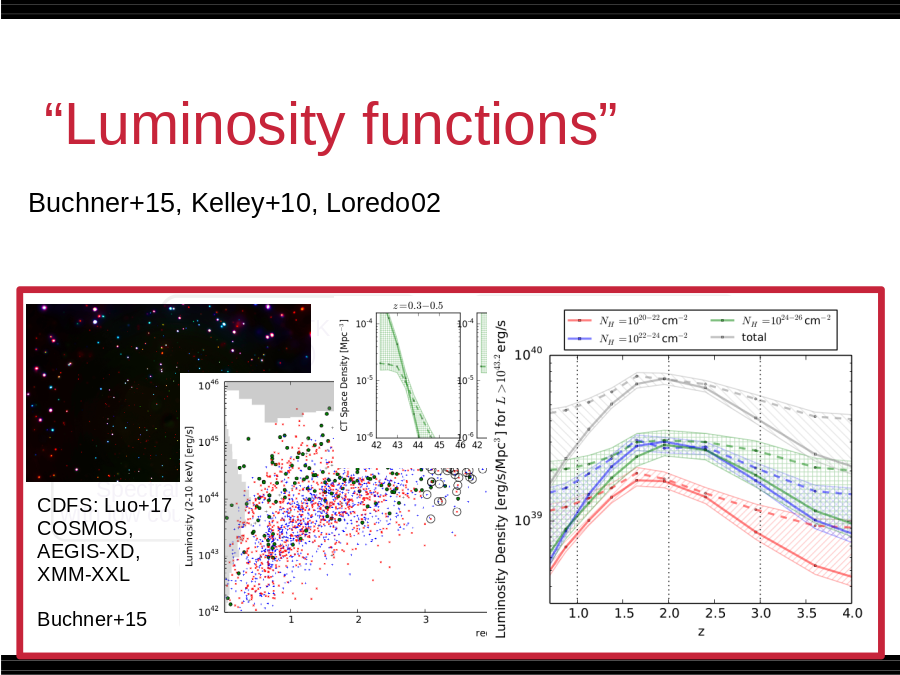 “Luminosity functions”
Buchner+15, Kelley+10, Loredo02
CDFS: Luo+17
COSMOS,
AEGIS-XD,
XMM-XXL
Buchner+15
Luminosity (2-10 keV) [erg/s]
10^46
10^45
10^44
10^43
10^42
1 2 3
z=0.3−0.5
CT Space Density [Mpc^−3]
10^-4 10^-4
10^-5 10^-5
10^-6 10^-6
42 43 44 45 46 42
Luminosity Density [erg/s/Mpc^3] for L >10^43.2 erg/s
N_H =10^20−22 cm^−2
N_H =10^22−24 cm^−2
N_H =10^24−26 cm^−2
total
10^40
10^39
1.0 1.5 2.0 2.5 3.0 3.5 4.0
z